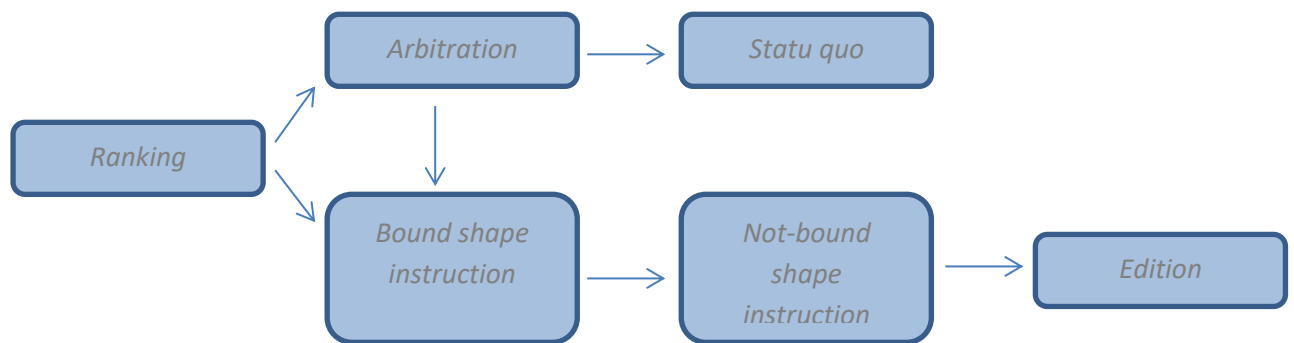 Arbitration
Statu quo
Ranking
Bound shape
instruction
Not-bound
shape
instruction
Edition